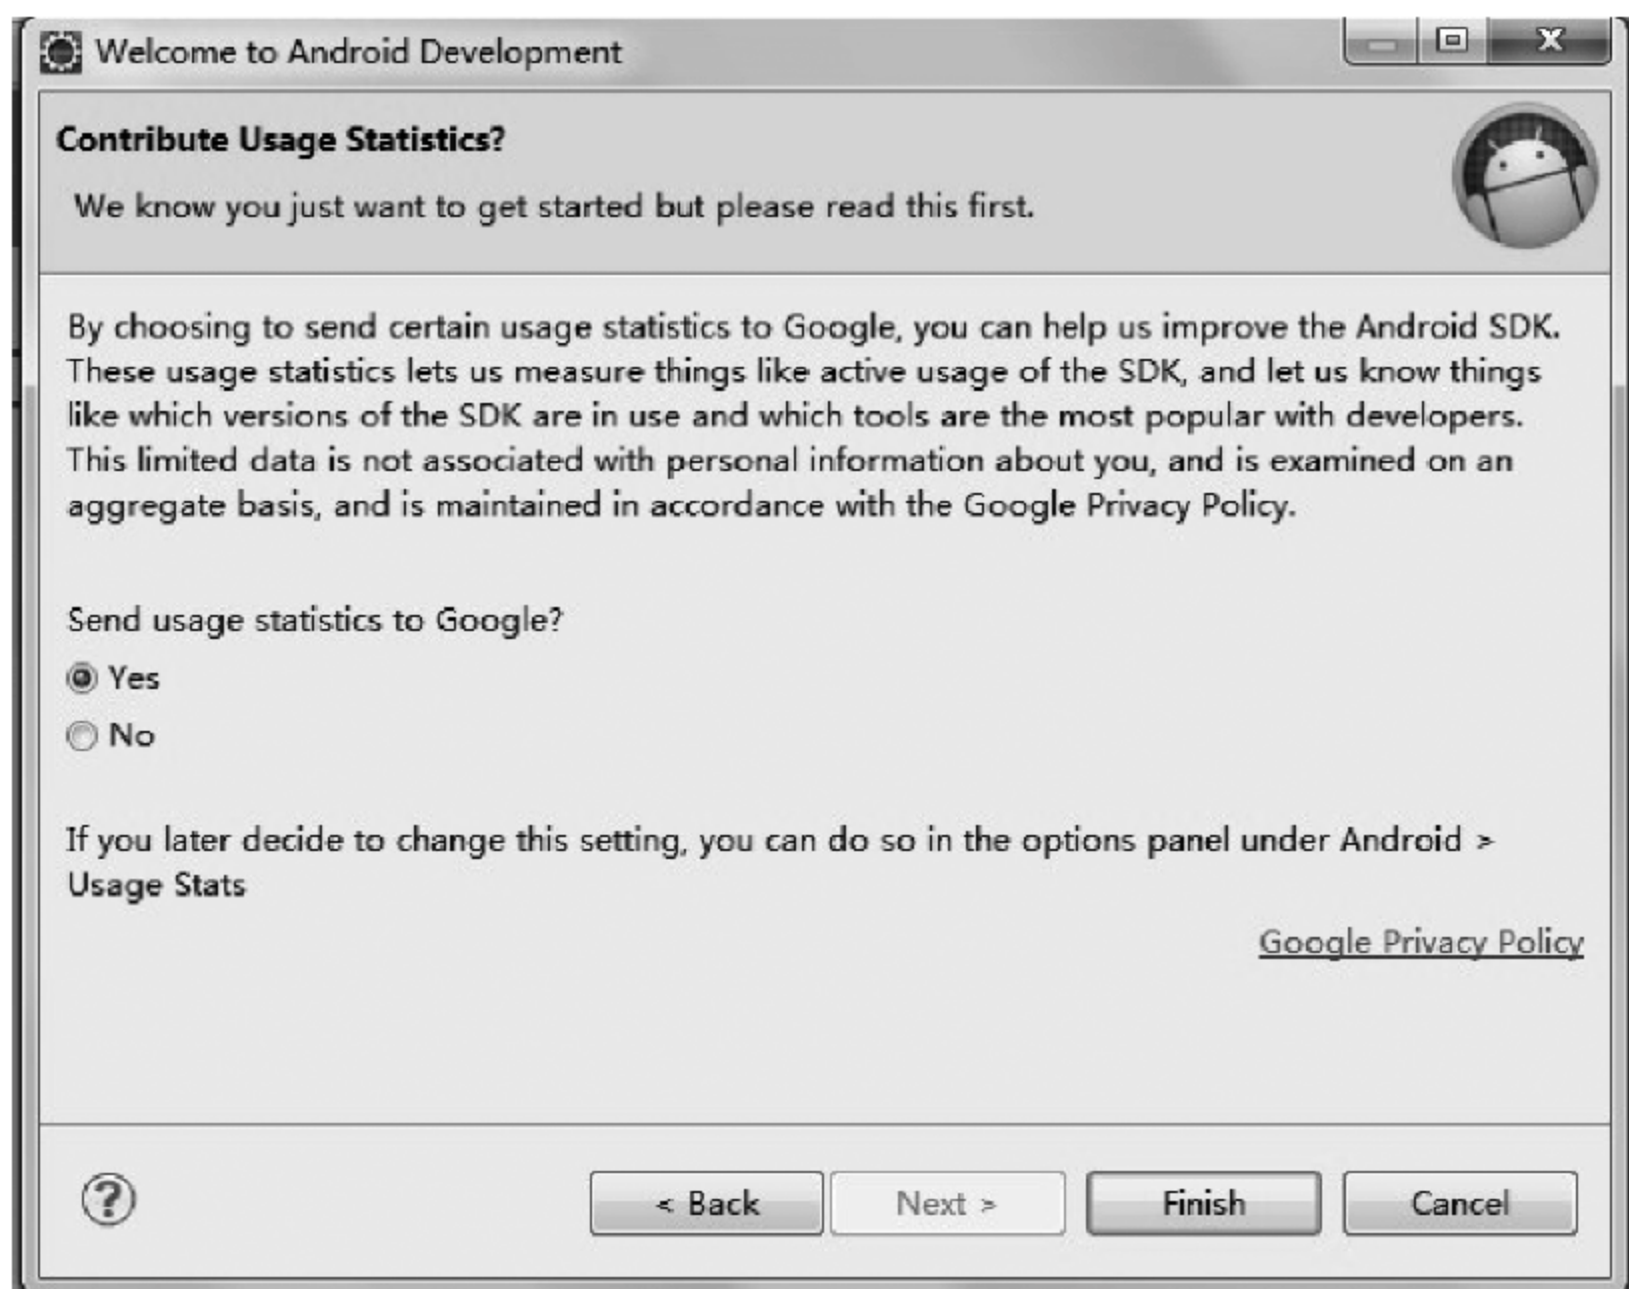 Welcome to Android Development
Contribute Usage Statistics?
We know you just want to get started but please read this first.
By choosing to send certain usage statistics to Google, you can help us improve the Android SDK.
These usage statistics lets us measure things like active usage of the SDK, and let us know things
like which versions of the SDK are in use and which tools are the most popular with developers.
This limited data is not associated with personal information about you, and is examined on an
aggregate basis, and is maintained in accordance with the Google Privacy Policy.
Send usage statistics to Google?
Yes
No
If you later decide to change this setting, you can do so in the options panel under Android >
Usage Stats
Google Privacy Policy
? < Back Next > Finish Cancel